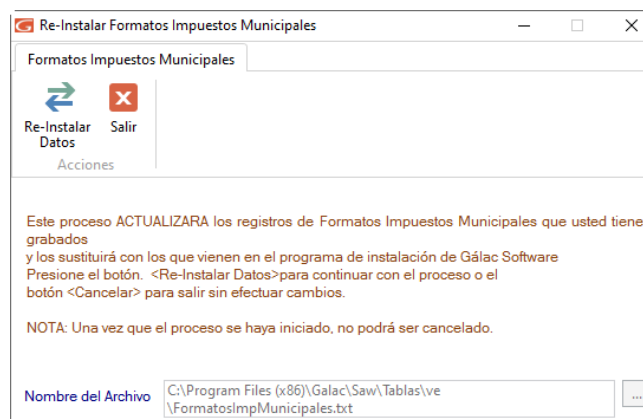 Re-Instalar Formatos Impuestos Municipales
Formatos Impuestos Municipales
Re-Instalar
Datos
Salir
Acciones
Este proceso ACTUALIZARA los registros de Formatos Impuestos Municipales que usted tiene
grabados
y los sustituirá con los que vienen en el programa de instalación de Gálac Software
Presione el botón. <Re-Instalar Datos>para continuar con el proceso o el
botón <Cancelar> para salir sin efectuar cambios.
NOTA: Una vez que el proceso se haya iniciado, no podrá ser cancelado.
Nombre del Archivo
C:\Program Files (x86)\Galac\Saw\Tablas\ve
\FormatosImpMunicipales.txt
...